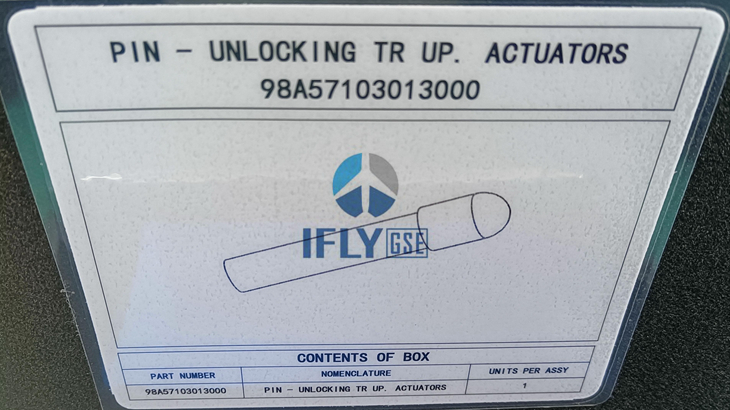 PIN - UNLOCKING TR UP. ACTUATORS
98A57103013000
IFLY GSE
CONTENTS OF BOX
PART NUMBER NOMENCLATURE UNITS PER ASSY
98A57103013000 PIN - UNLOCKING TR UP. ACTUATORS 1